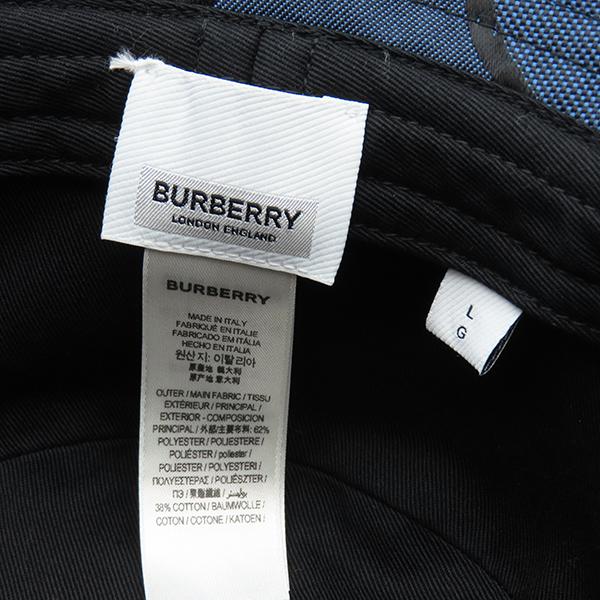 BURBERRY
LONDON ENGLAND
L
G
BURBERRY
MADE IN ITALY
FABRIQUÉ EN ITALIE
FABRICADO EM ITÁLIA
HECHO EN ITALIA
원산 지: 이탈리아
原產地 義大利
原产地 意大利
OUTER / MAIN FABRIC / TISSU
EXTÉRIEUR / PRINCIPAL /
EXTERIOR - COMPOSICION
PRINCIPAL / 外部/主要布料: 62%
POLYESTER / POLIESTERE /
POLIÉSTER / poliester /
POLIESTER / POLYESTERI /
ΠΟΛΥΕΣΤΕΡΑΣ / POLIÉSZTER /
ПЭ / 聚酯纖維 / بوليستر /
38% COTTON / BAUMWOLLE /
COTON / COTONE / KATOEN /